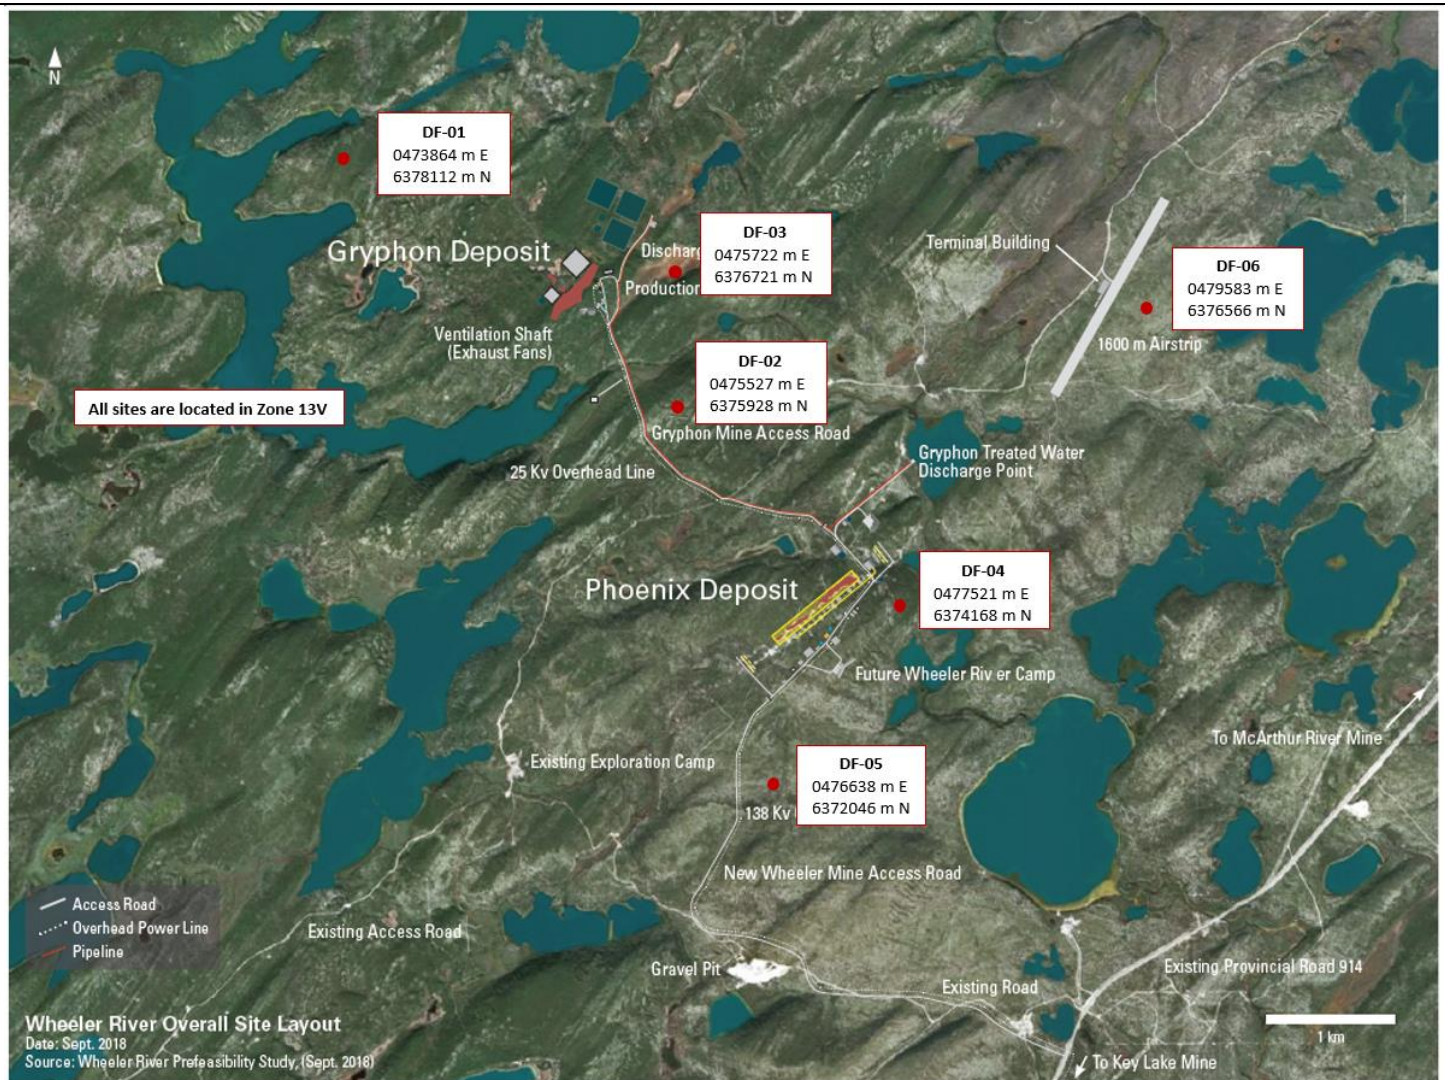 N
DF-01
0473864 m E
6378112 m N
DF-03
0475722 m E
6376721 m N
Gryphon Deposit
Discharg
Production
Terminal Building
DF-06
0479583 m E
6376566 m N
1600 m Airstrip
Ventilation Shaft
(Exhaust Fans)
DF-02
0475527 m E
6375928 m N
All sites are located in Zone 13V
Gryphon Mine Access Road
25 Kv Overhead Line
Gryphon Treated Water
Discharge Point
Phoenix Deposit
DF-04
0477521 m E
6374168 m N
Future Wheeler Riv er Camp
To McArthur River Mine
Existing Exploration Camp
DF-05
0476638 m E
6372046 m N
138 Kv
New Wheeler Mine Access Road
Access Road
Overhead Power Line
Pipeline
Existing Access Road
Gravel Pit
Existing Provincial Road 914
Existing Road
Wheeler River Overall Site Layout
Date: Sept. 2018
Source: Wheeler River Prefeasibility Study, (Sept. 2018)
1 km
To Key Lake Mine